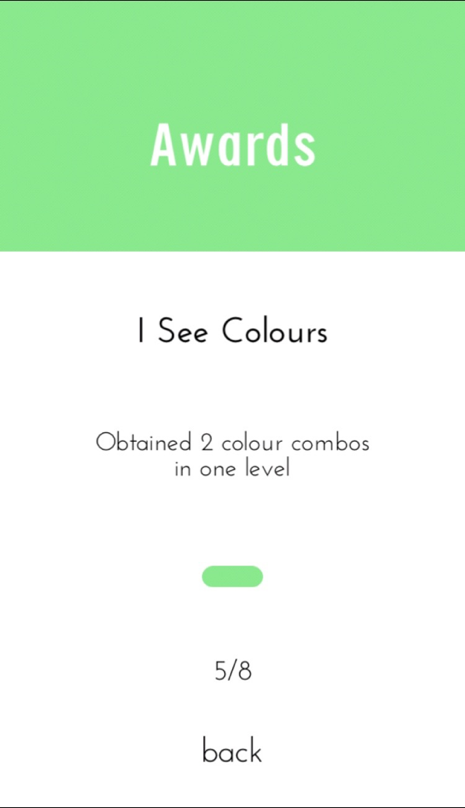 Awards
I See Colours
Obtained 2 colour combos
in one level
5/8
back